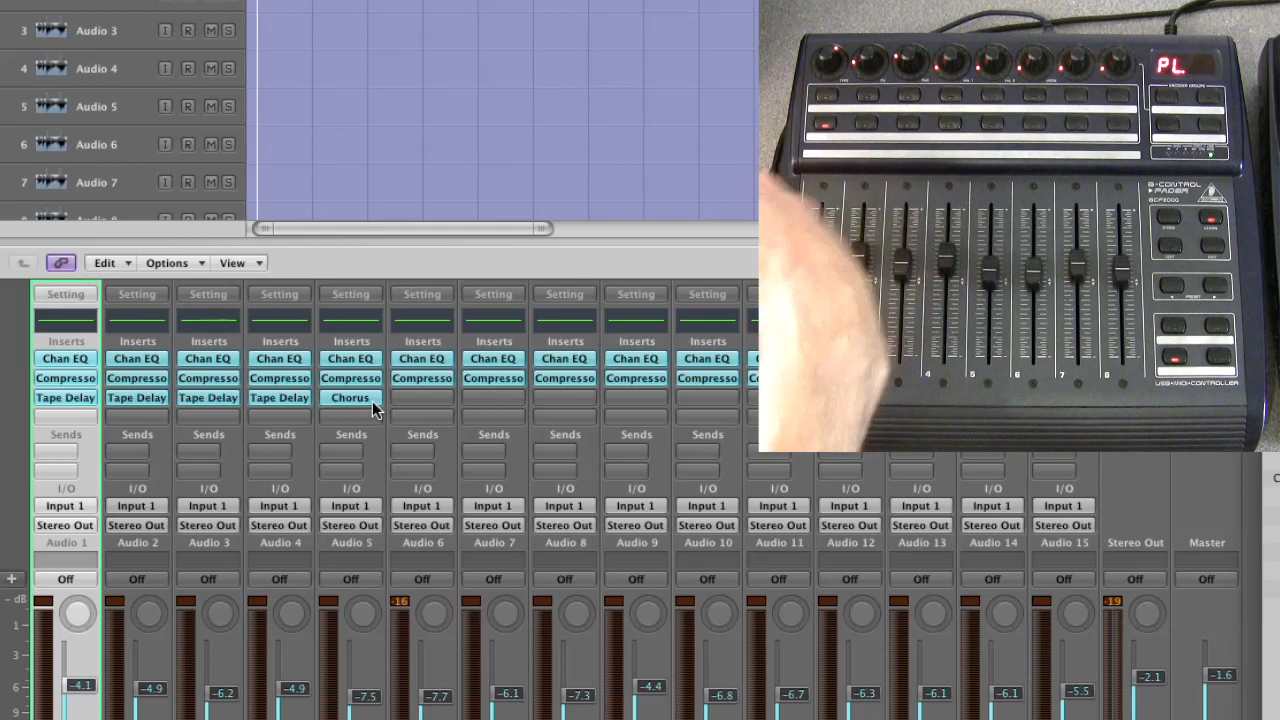 3 Audio 3 I R M S
4 Audio 4 I R M S
5 Audio 5 I R M S
6 Audio 6 I R M S
7 Audio 7 I R M S
Edit Options View
Setting Setting Setting Setting Setting Setting Setting Setting Setting Setting
Inserts Inserts Inserts Inserts Inserts Inserts Inserts Inserts Inserts Inserts
Chan EQ Chan EQ Chan EQ Chan EQ Chan EQ Chan EQ Chan EQ Chan EQ Chan EQ Chan EQ
Compresso Compresso Compresso Compresso Compresso Compresso Compresso Compresso Compresso Compresso
Tape Delay Tape Delay Tape Delay Tape Delay Chorus
Sends Sends Sends Sends Sends Sends Sends Sends Sends Sends
I/O I/O I/O I/O I/O I/O I/O I/O I/O I/O I/O I/O I/O I/O I/O
Input 1 Input 1 Input 1 Input 1 Input 1 Input 1 Input 1 Input 1 Input 1 Input 1 Input 1 Input 1 Input 1 Input 1 Input 1
Stereo Out Stereo Out Stereo Out Stereo Out Stereo Out Stereo Out Stereo Out Stereo Out Stereo Out Stereo Out Stereo Out Stereo Out Stereo Out Stereo Out Stereo Out
Audio 1 Audio 2 Audio 3 Audio 4 Audio 5 Audio 6 Audio 7 Audio 8 Audio 9 Audio 10 Audio 11 Audio 12 Audio 13 Audio 14 Audio 15 Stereo Out Master
+ Off Off Off Off Off Off Off Off Off Off Off Off Off Off Off Off Off
- dB -16 -19
1
3
-4.1 -4.9 -6.2 -4.9 -7.5 -7.7 -6.1 -7.3 -4.4 -6.8 -6.7 -6.3 -6.1 -6.1 -5.5 -2.1 -1.6
6
9
PL.
ENCODER GROUPS
B-CONTROL
FADER
BCF2000
STORE LEARN
EDIT EXIT
PRESET
4 5 6 7 8
USB-MIDI-CONTROLLER